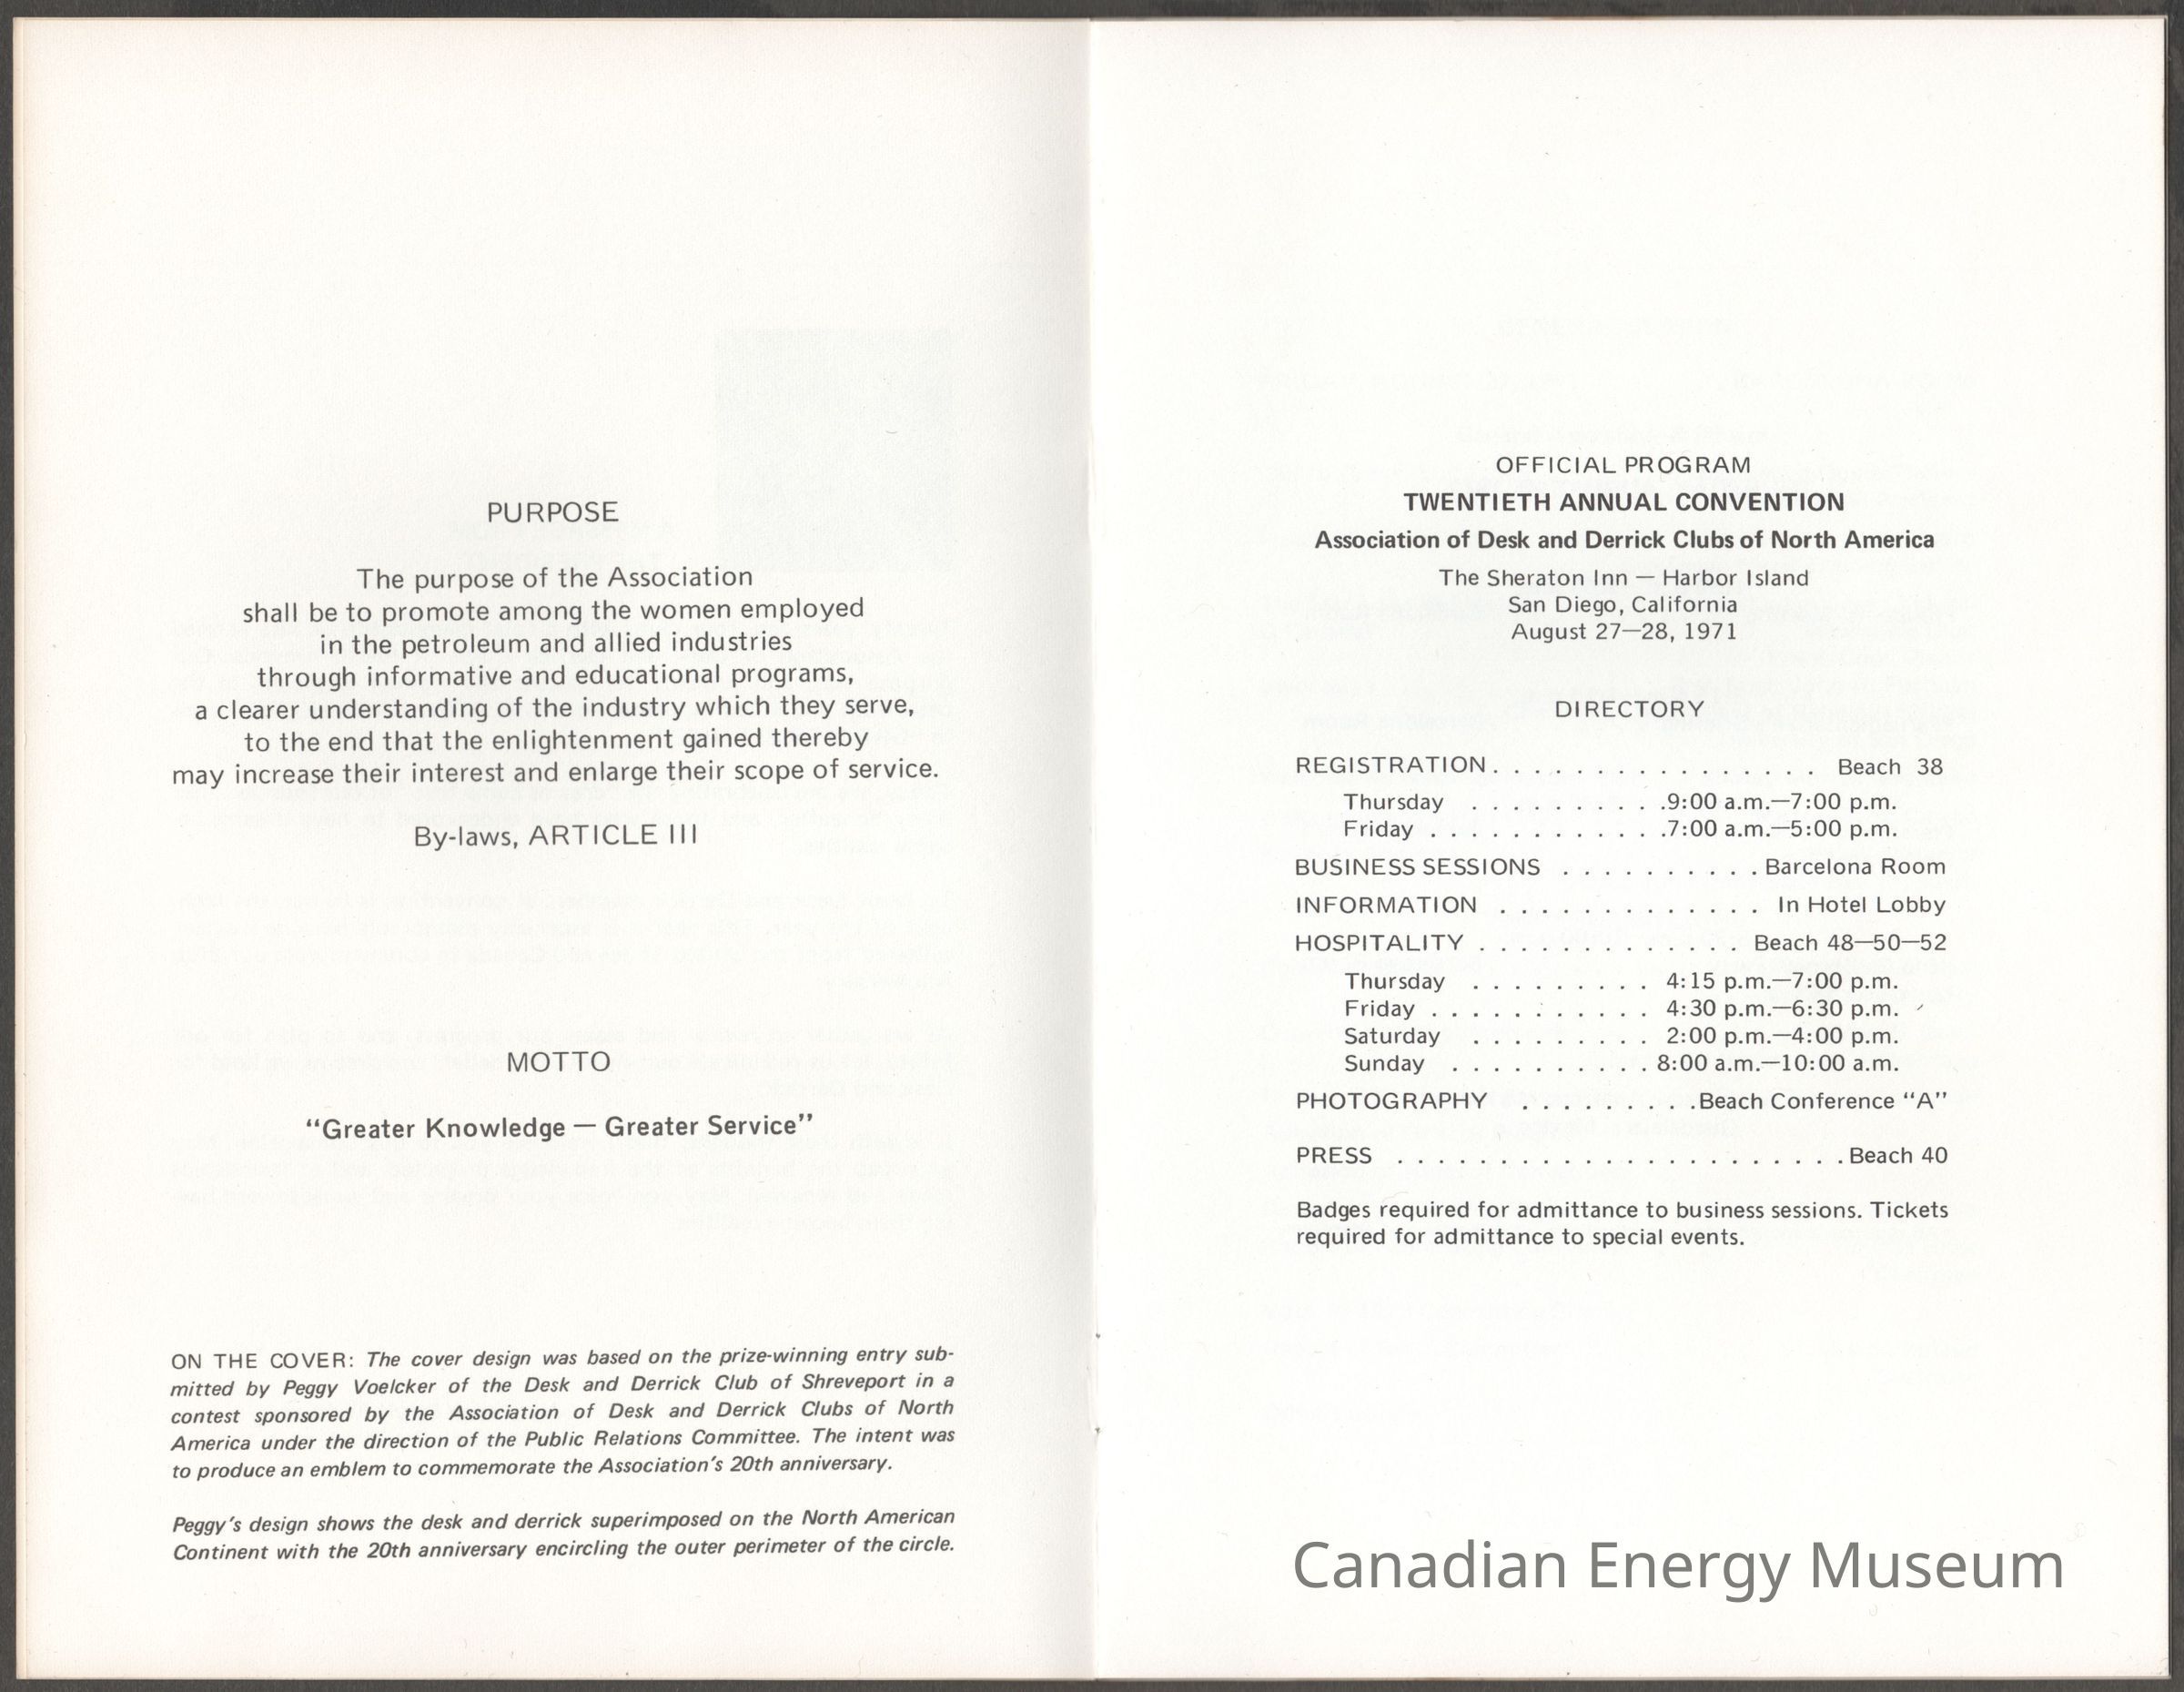 PURPOSE
The purpose of the Association
shall be to promote among the women employed
in the petroleum and allied industries
through informative and educational programs,
a clearer understanding of the industry which they serve,
to the end that the enlightenment gained thereby
may increase their interest and enlarge their scope of service.
By-laws, ARTICLE III
MOTTO
“Greater Knowledge — Greater Service”
ON THE COVER: The cover design was based on the prize-winning entry sub-
mitted by Peggy Voelcker of the Desk and Derrick Club of Shreveport in a
contest sponsored by the Association of Desk and Derrick Clubs of North
America under the direction of the Public Relations Committee. The intent was
to produce an emblem to commemorate the Association’s 20th anniversary.
Peggy’s design shows the desk and derrick superimposed on the North American
Continent with the 20th anniversary encircling the outer perimeter of the circle.
OFFICIAL PROGRAM
TWENTIETH ANNUAL CONVENTION
Association of Desk and Derrick Clubs of North America
The Sheraton Inn — Harbor Island
San Diego, California
August 27—28, 1971
DIRECTORY
REGISTRATION . . . . . . . . . . . . . . . . Beach 38
Thursday . . . . . . . . . .9:00 a.m.—7:00 p.m.
Friday . . . . . . . . . . . .7:00 a.m.—5:00 p.m.
BUSINESS SESSIONS . . . . . . . . . . Barcelona Room
INFORMATION . . . . . . . . . . . . . In Hotel Lobby
HOSPITALITY . . . . . . . . . . . . . Beach 48—50—52
Thursday . . . . . . . . . 4:15 p.m.—7:00 p.m.
Friday . . . . . . . . . . . 4:30 p.m.—6:30 p.m.
Saturday . . . . . . . . . 2:00 p.m.—4:00 p.m.
Sunday . . . . . . . . . . 8:00 a.m.—10:00 a.m.
PHOTOGRAPHY . . . . . . . . .Beach Conference “A”
PRESS . . . . . . . . . . . . . . . . . . . . . .Beach 40
Badges required for admittance to business sessions. Tickets
required for admittance to special events.
Canadian Energy Museum